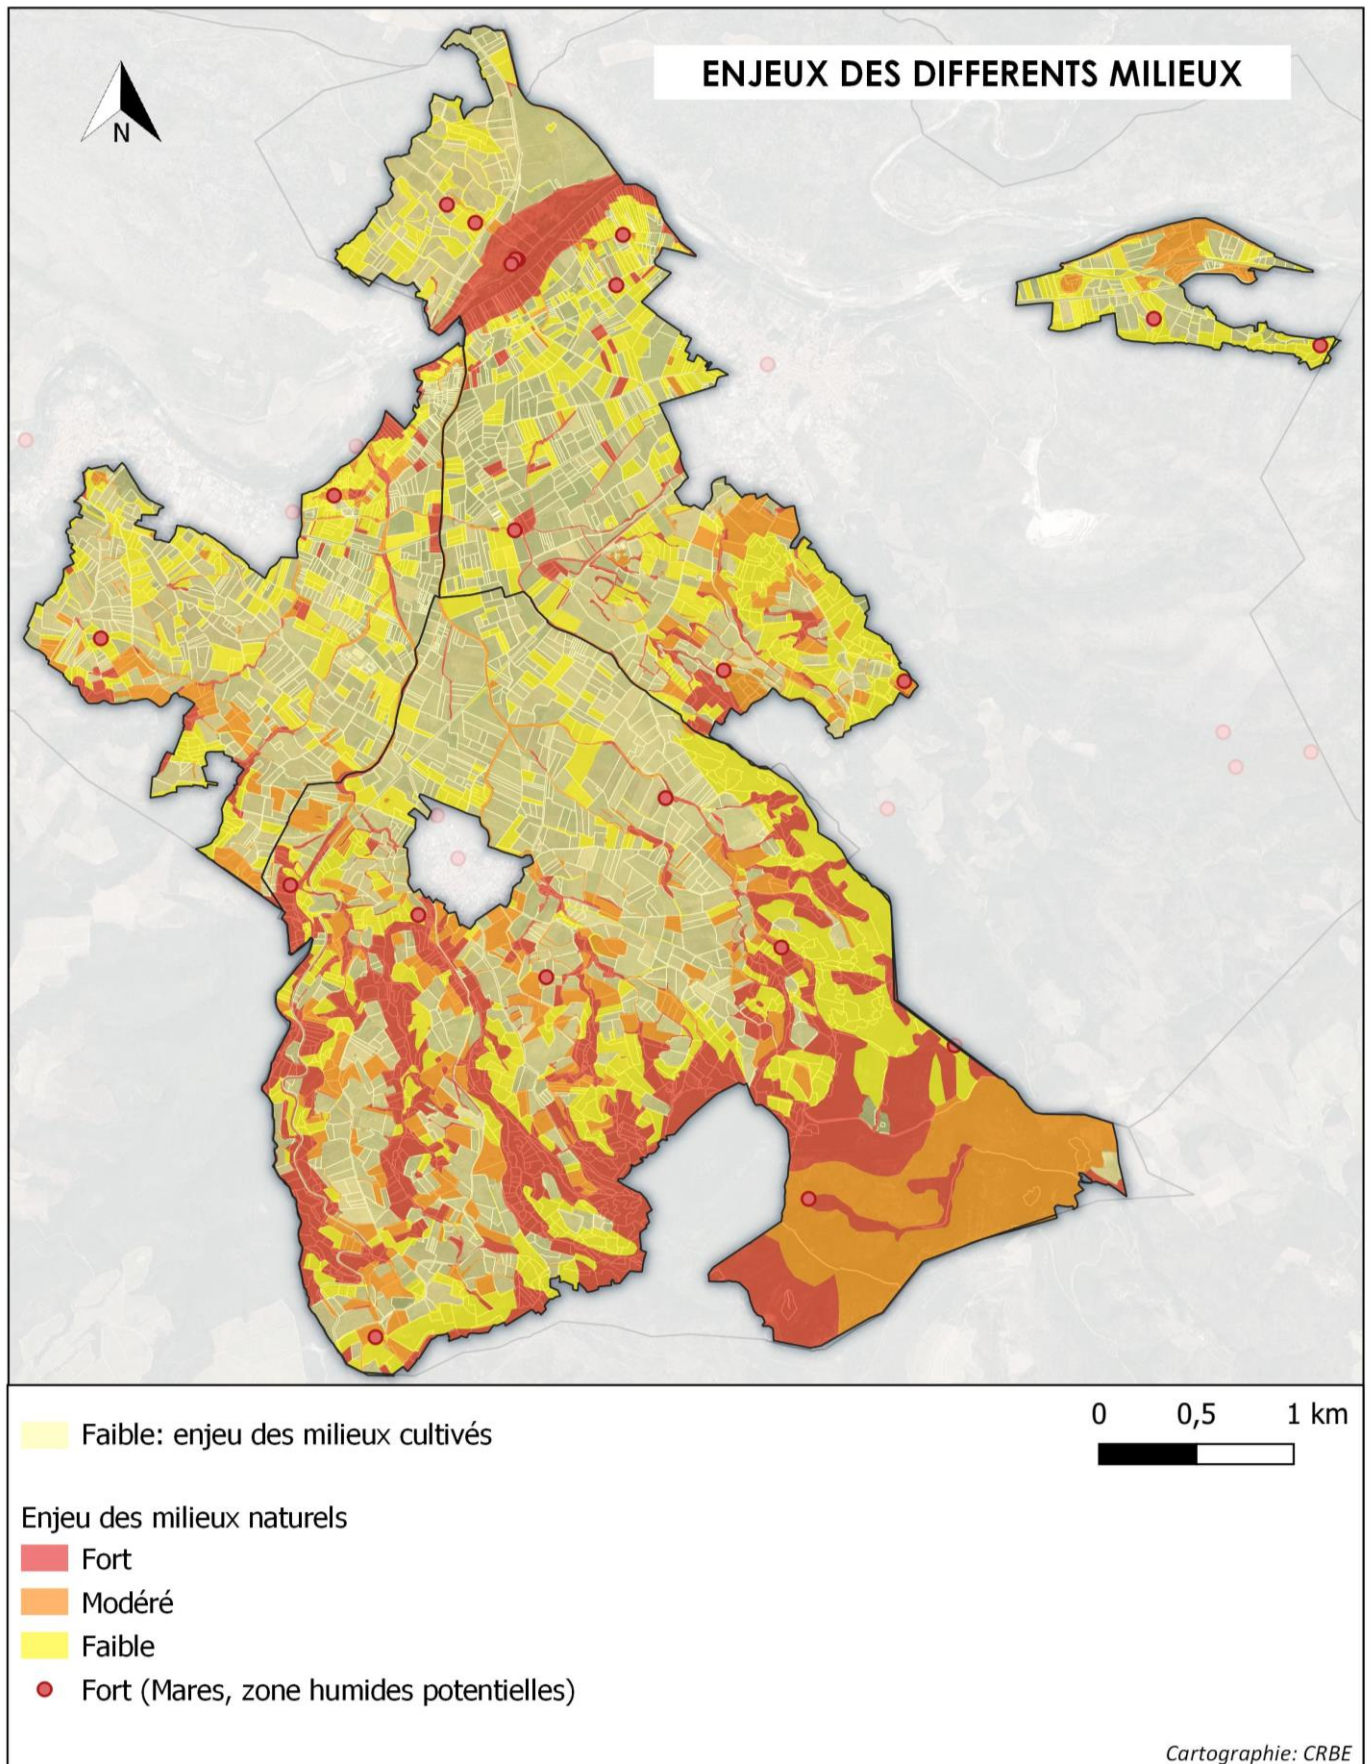 ENJEUX DES DIFFERENTS MILIEUX
N
Faible: enjeu des milieux cultivés
0 0,5 1 km
Enjeu des milieux naturels
Fort
Modéré
Faible
Fort (Mares, zone humides potentielles)
Cartographie: CRBE